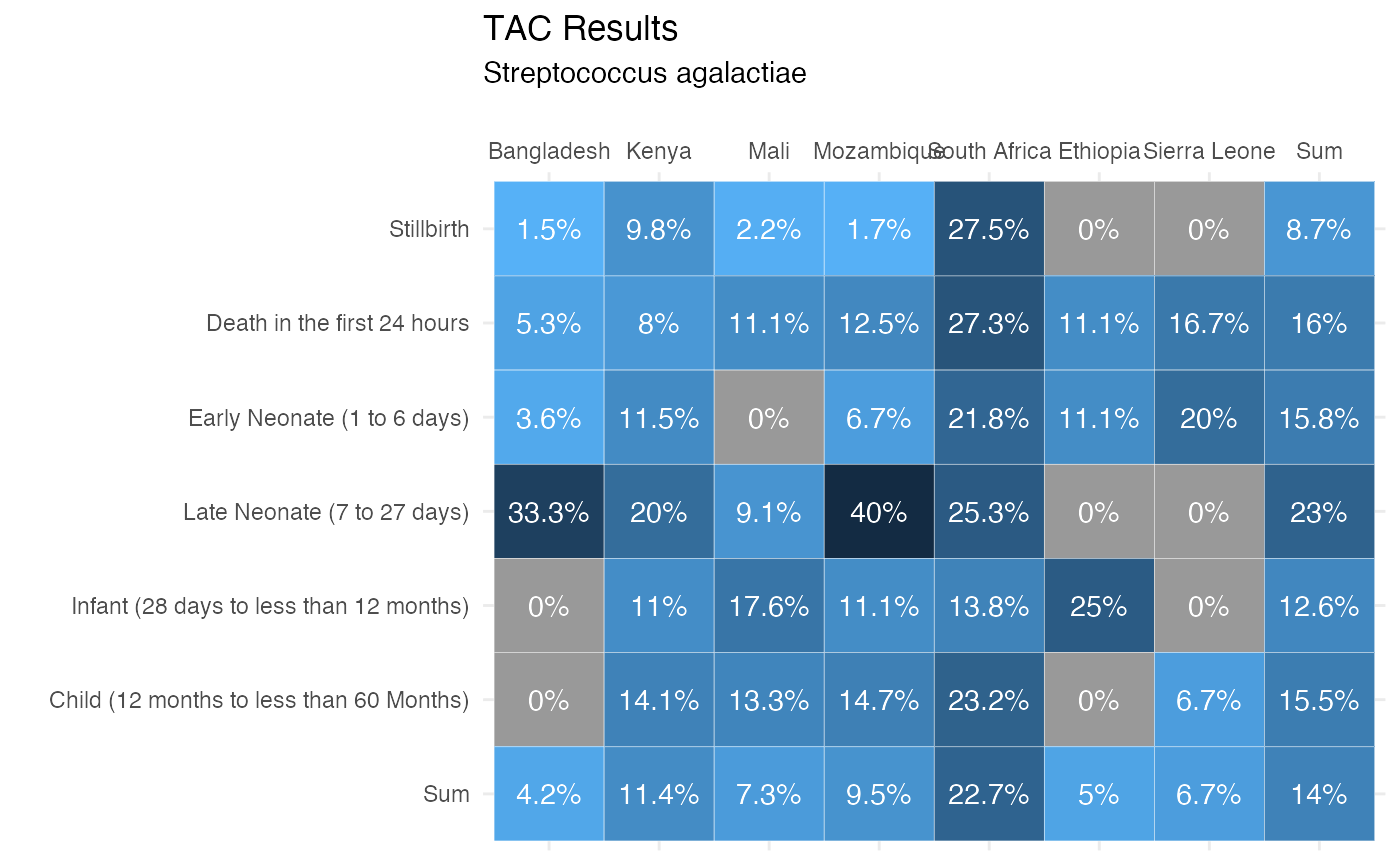 TAC Results
Streptococcus agalactiae
Bangladesh Kenya Mali Mozambique South Africa Ethiopia Sierra Leone Sum
Stillbirth 1.5% 9.8% 2.2% 1.7% 27.5% 0% 0% 8.7%
Death in the first 24 hours 5.3% 8% 11.1% 12.5% 27.3% 11.1% 16.7% 16%
Early Neonate (1 to 6 days) 3.6% 11.5% 0% 6.7% 21.8% 11.1% 20% 15.8%
Late Neonate (7 to 27 days) 33.3% 20% 9.1% 40% 25.3% 0% 0% 23%
Infant (28 days to less than 12 months) 0% 11% 17.6% 11.1% 13.8% 25% 0% 12.6%
Child (12 months to less than 60 Months) 0% 14.1% 13.3% 14.7% 23.2% 0% 6.7% 15.5%
Sum 4.2% 11.4% 7.3% 9.5% 22.7% 5% 6.7% 14%